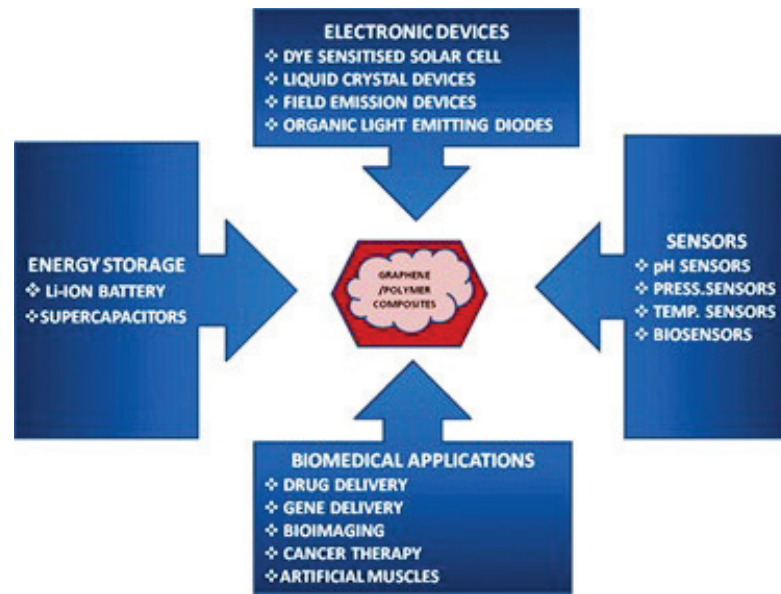 ELECTRONIC DEVICES
❖ DYE SENSITISED SOLAR CELL
❖ LIQUID CRYSTAL DEVICES
❖ FIELD EMISSION DEVICES
❖ ORGANIC LIGHT EMITTING DIODES
ENERGY STORAGE
❖ Li-ION BATTERY
❖SUPERCAPACITORS
GRAPHENE
/POLYMER
COMPOSITES
SENSORS
❖ pH SENSORS
❖ PRESS.SENSORS
❖ TEMP. SENSORS
❖ BIOSENSORS
BIOMEDICAL APPLICATIONS
❖ DRUG DELIVERY
❖ GENE DELIVERY
❖ BIOIMAGING
❖ CANCER THERAPY
❖ARTIFICIAL MUSCLES